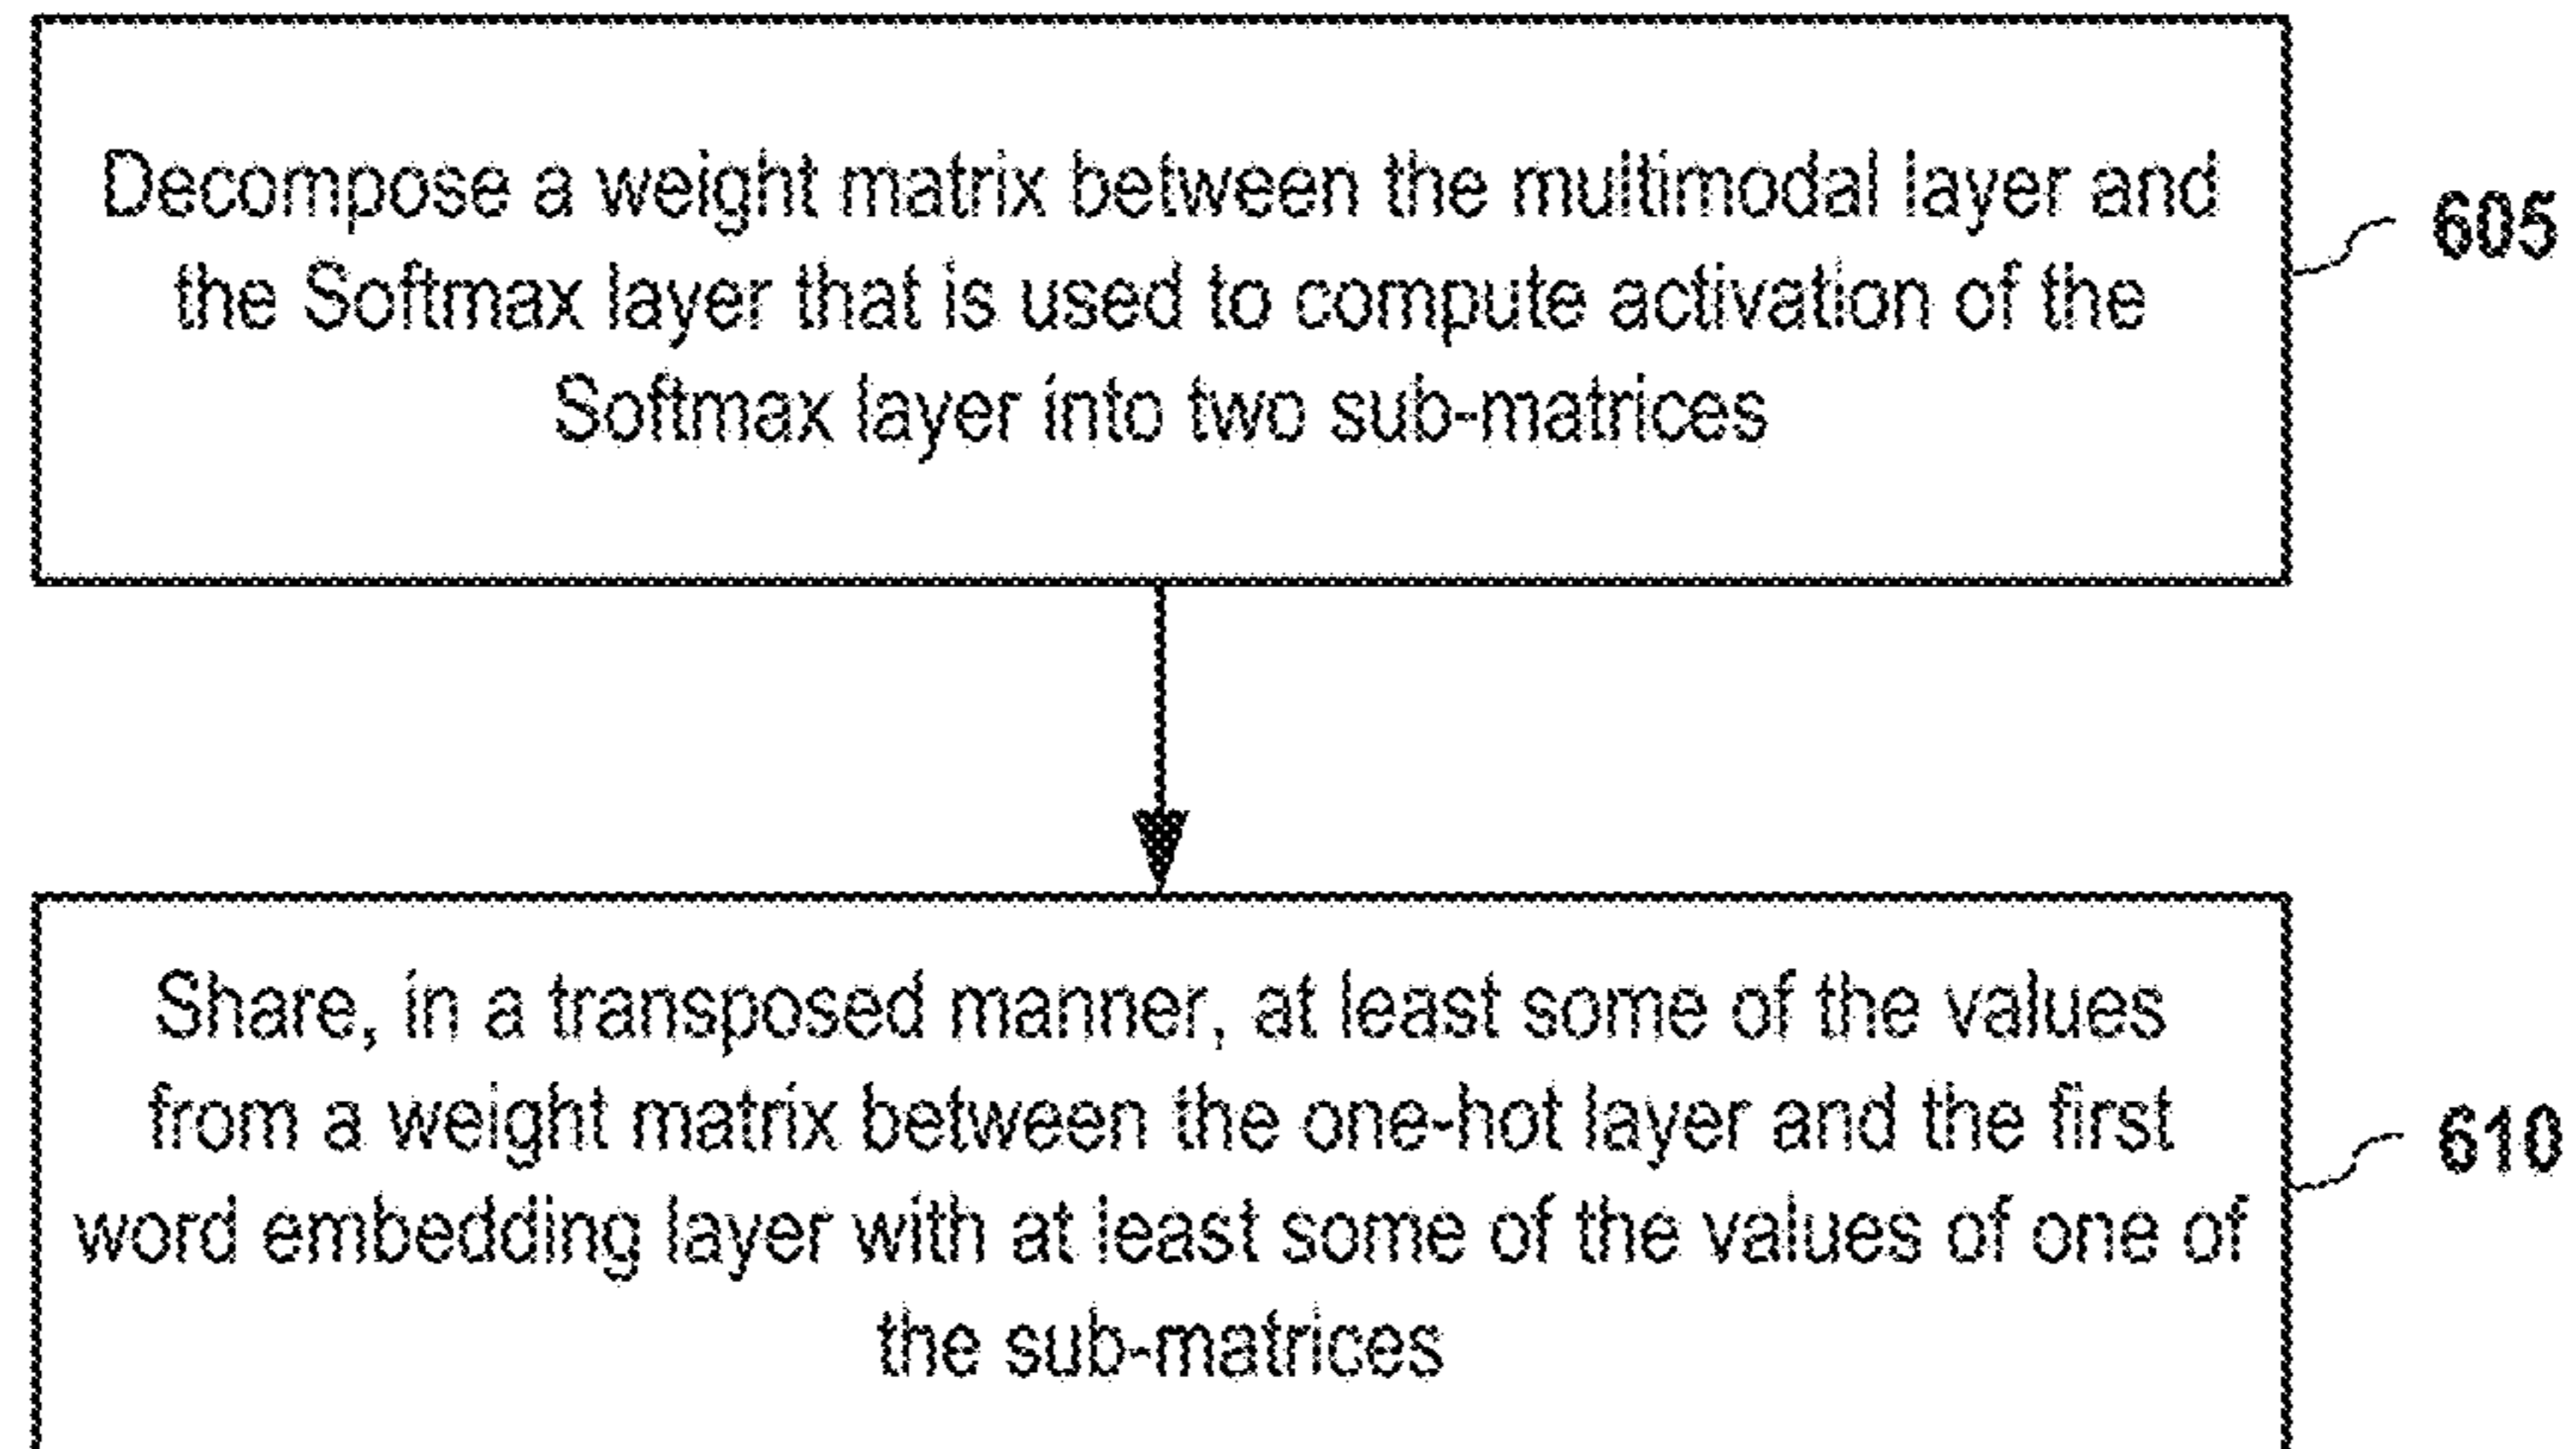 Decompose a weight matrix between the multimodal layer and
the Softmax layer that is used to compute activation of the
Softmax layer into two sub-matrices
605
Share, in a transposed manner, at least some of the values
from a weight matrix between the one-hot layer and the first
word embedding layer with at least some of the values of one of
the sub-matrices
610